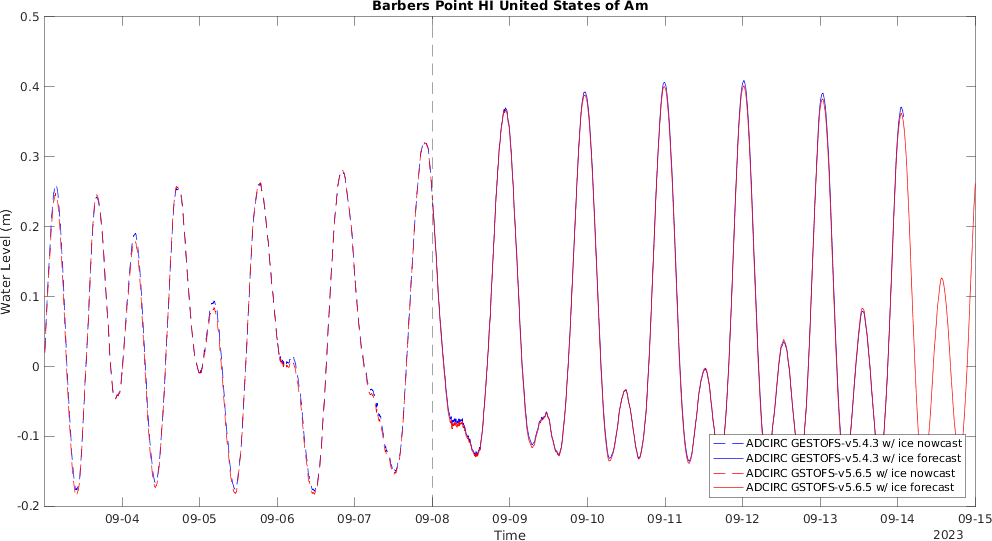 Barbers Point HI United States of Am
0.5
0.4
0.3
0.2
0.1
0
-0.1
-0.2
Water Level (m)
ADCIRC GESTOFS-v5.4.3 w/ ice nowcast
ADCIRC GESTOFS-v5.4.3 w/ ice forecast
ADCIRC GSTOFS-v5.6.5 w/ ice nowcast
ADCIRC GSTOFS-v5.6.5 w/ ice forecast
09-04 09-05 09-06 09-07 09-08 09-09 09-10 09-11 09-12 09-13 09-14 09-15
Time 2023